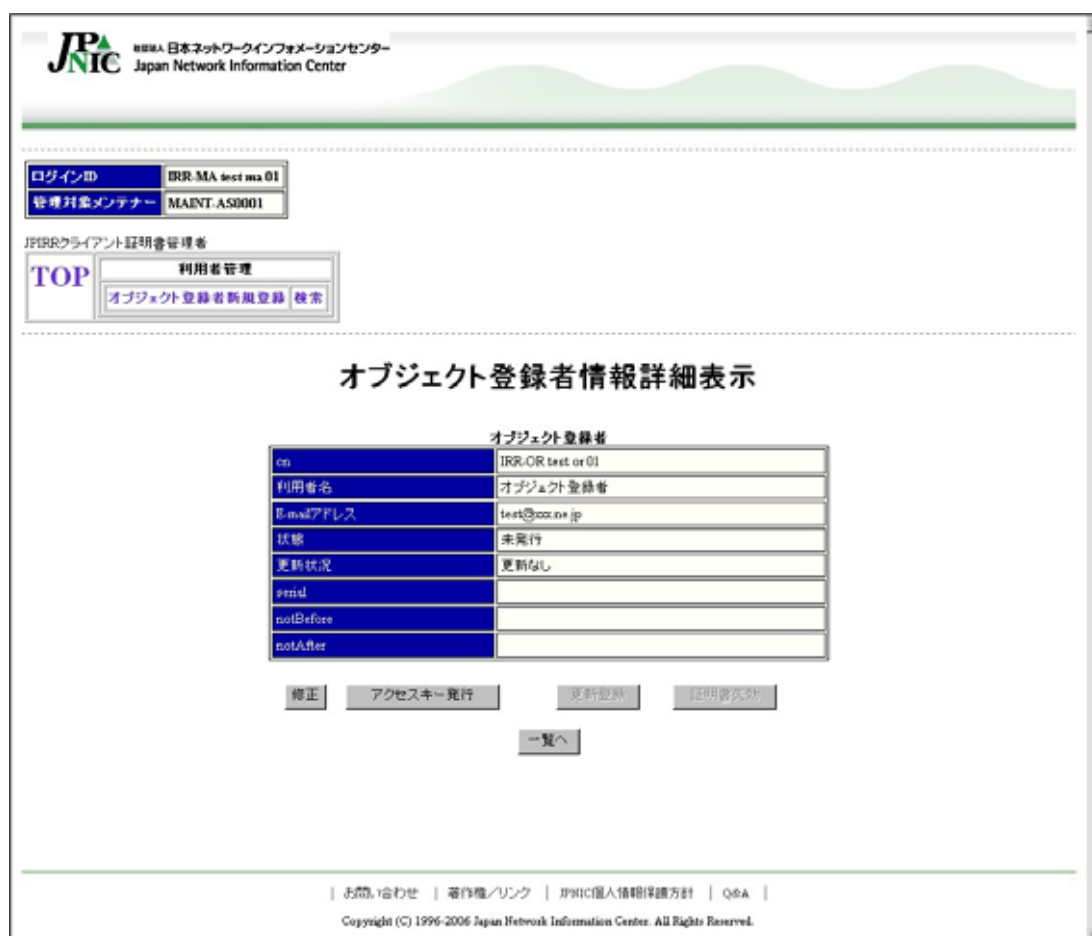 JPNIC 社団法人 日本ネットワークインフォメーションセンター
Japan Network Information Center
ログインID IRR-MA test ma 01
管理対象メンテナー MAINT-AS0001
JPIRRクライアント証明書管理者
TOP 利用者管理
オブジェクト登録者新規登録 検索
オブジェクト登録者情報詳細表示
オブジェクト登録者
cn IRR-OR test or 01
利用者名 オブジェクト登録者
E-mailアドレス test@xxx.ne.jp
状態 未発行
更新状況 更新なし
serial
notBefore
notAfter
修正 アクセスキー発行 更新登録 証明書失効
一覧へ
| お問い合わせ | 著作権/リンク | JPNIC個人情報保護方針 | Q&A |
Copyright (C) 1996-2006 Japan Network Information Center. All Rights Reserved.